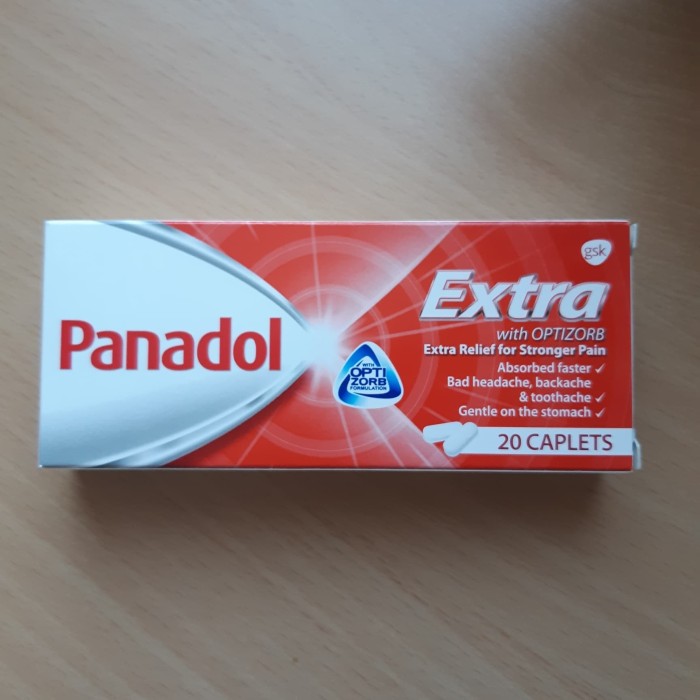 Panadol
WITH
OPTI
ZORB
FORMULATION
gsk
Extra
with OPTIZORB
Extra Relief for Stronger Pain
Absorbed faster ✓
Bad headache, backache
& toothache ✓
Gentle on the stomach ✓
20 CAPLETS